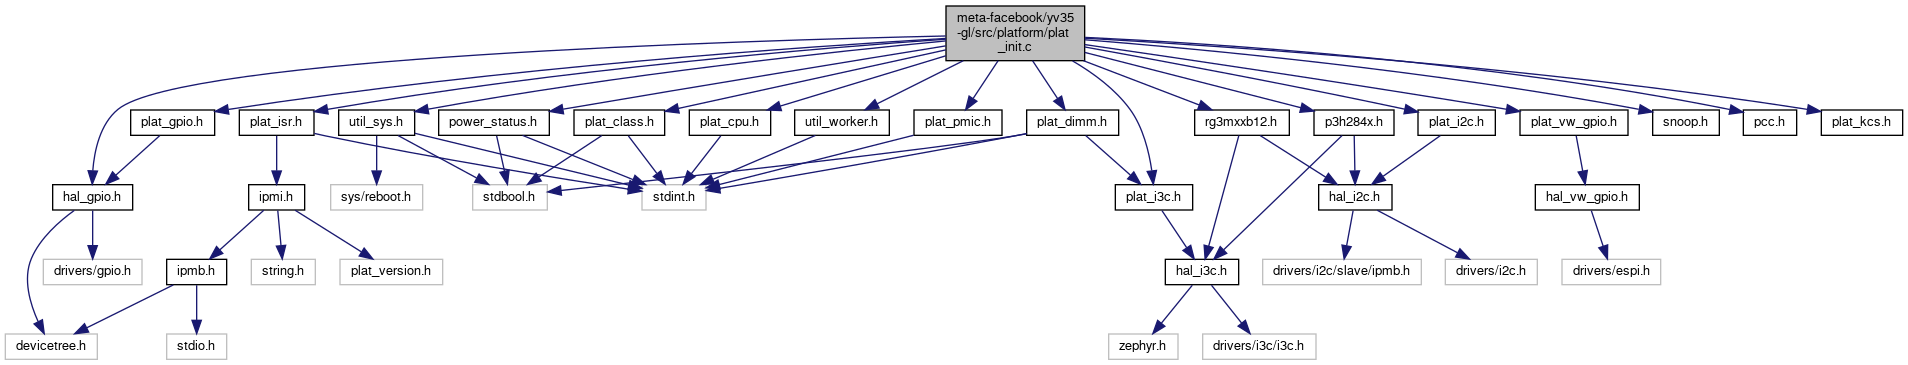 meta-facebook/yv35
-gl/src/platform/plat
_init.c
plat_gpio.h
plat_isr.h
util_sys.h
power_status.h
plat_class.h
plat_cpu.h
util_worker.h
plat_pmic.h
plat_dimm.h
rg3mxxb12.h
p3h284x.h
plat_i2c.h
plat_vw_gpio.h
snoop.h
pcc.h
plat_kcs.h
hal_gpio.h
ipmi.h
sys/reboot.h
stdbool.h
stdint.h
plat_i3c.h
hal_i2c.h
hal_vw_gpio.h
drivers/gpio.h
ipmb.h
string.h
plat_version.h
hal_i3c.h
drivers/i2c/slave/ipmb.h
drivers/i2c.h
drivers/espi.h
devicetree.h
stdio.h
zephyr.h
drivers/i3c/i3c.h